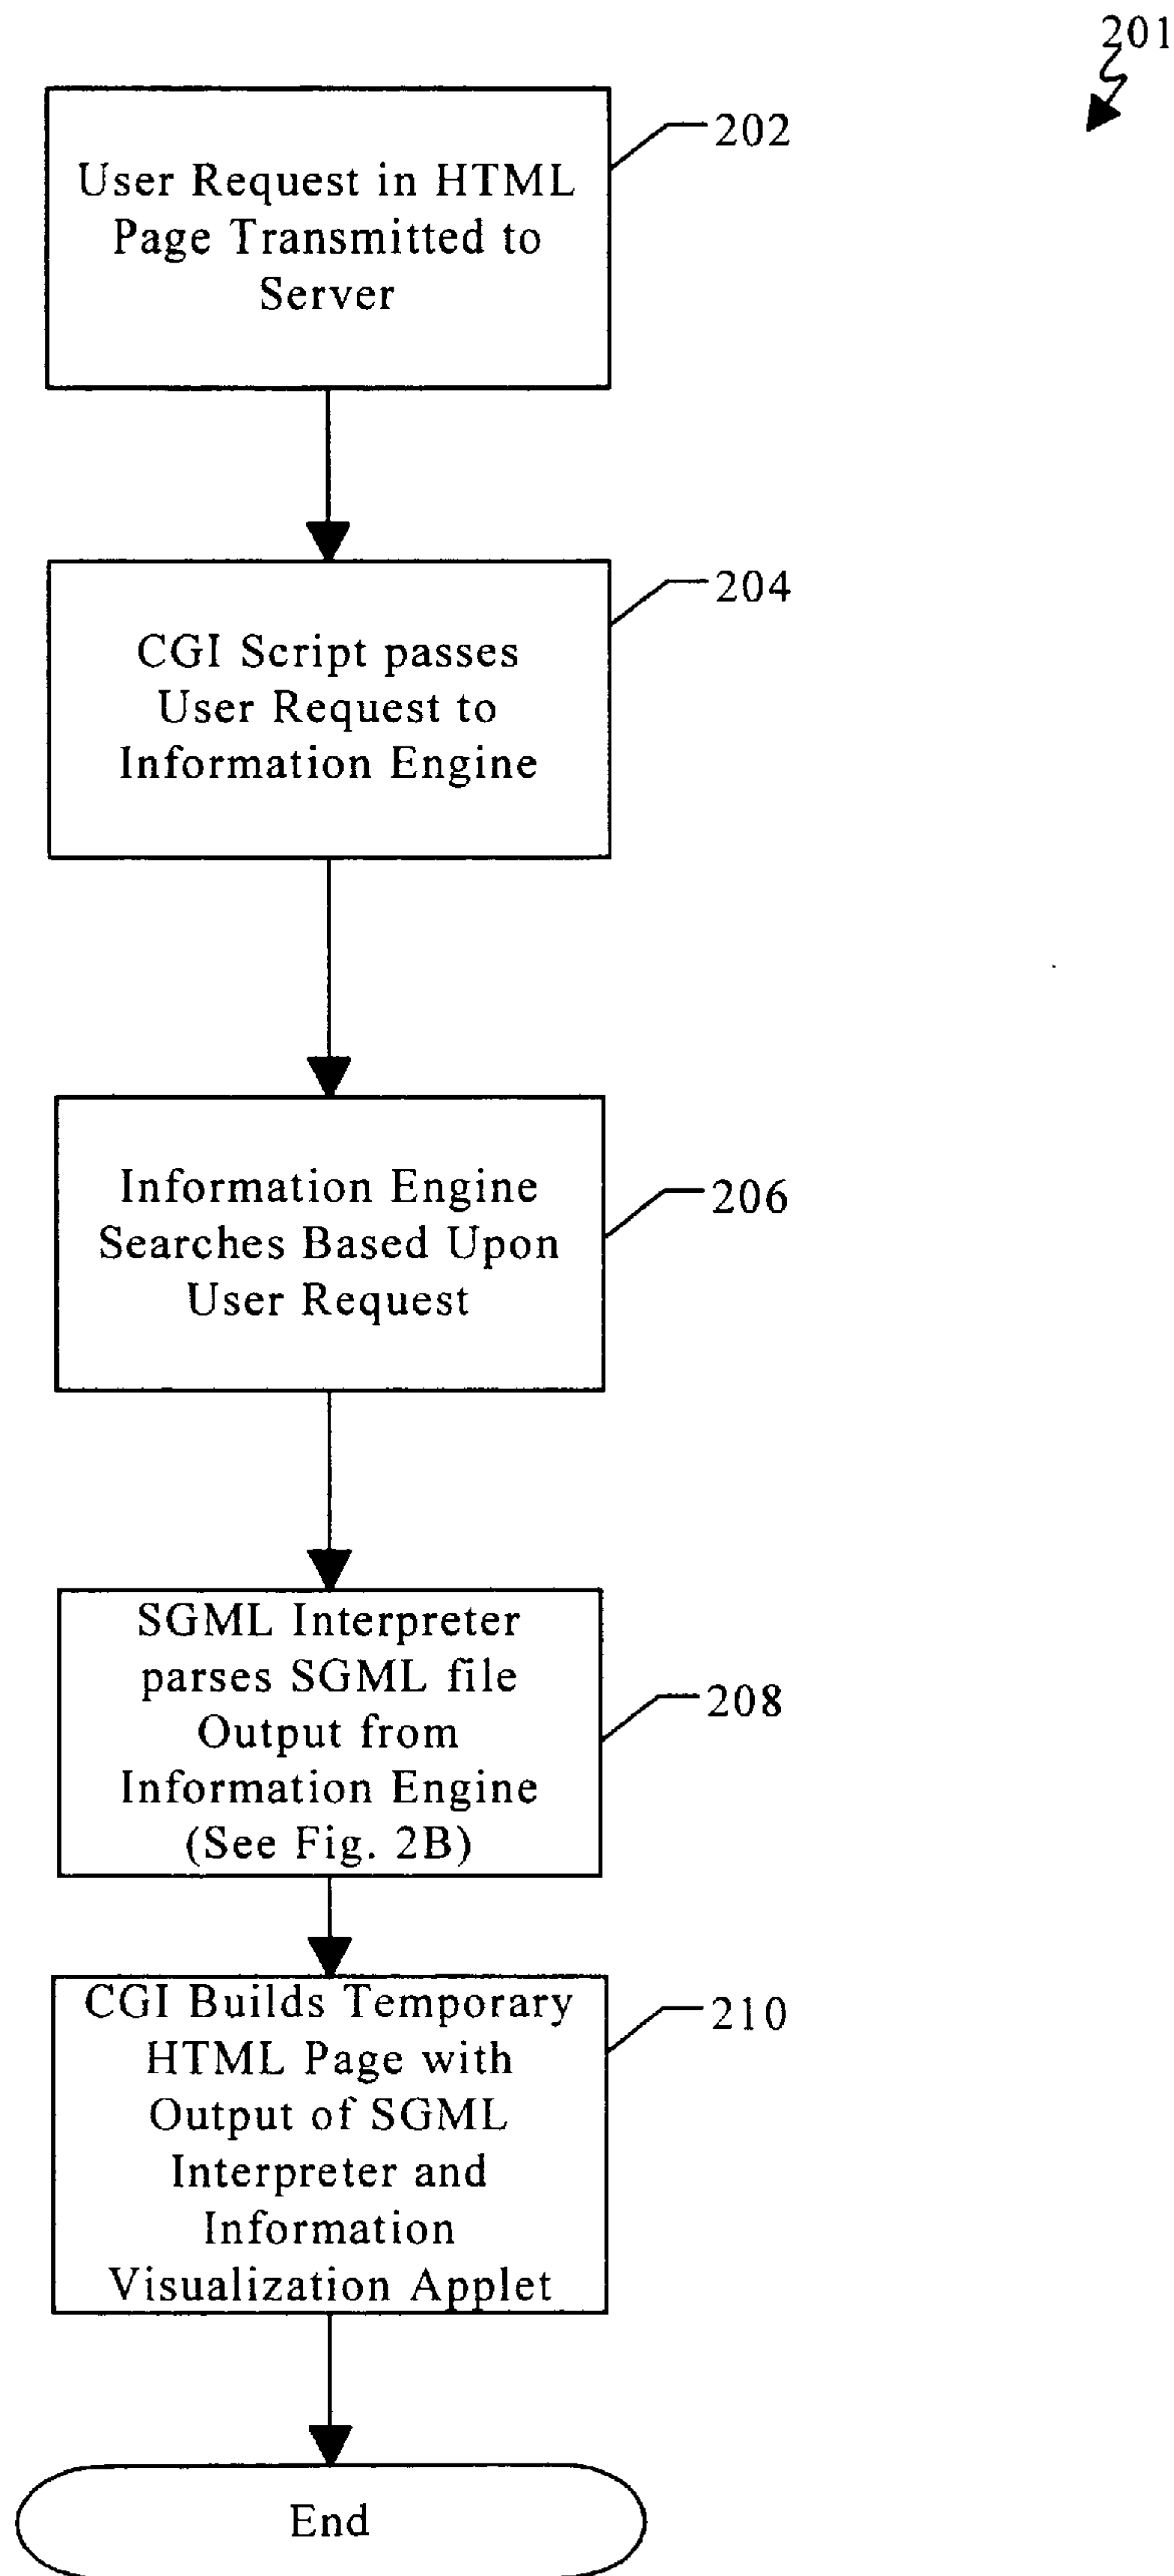 201
202
User Request in HTML
Page Transmitted to
Server
204
CGI Script passes
User Request to
Information Engine
206
Information Engine
Searches Based Upon
User Request
208
SGML Interpreter
parses SGML file
Output from
Information Engine
(See Fig. 2B)
210
CGI Builds Temporary
HTML Page with
Output of SGML
Interpreter and
Information
Visualization Applet
End